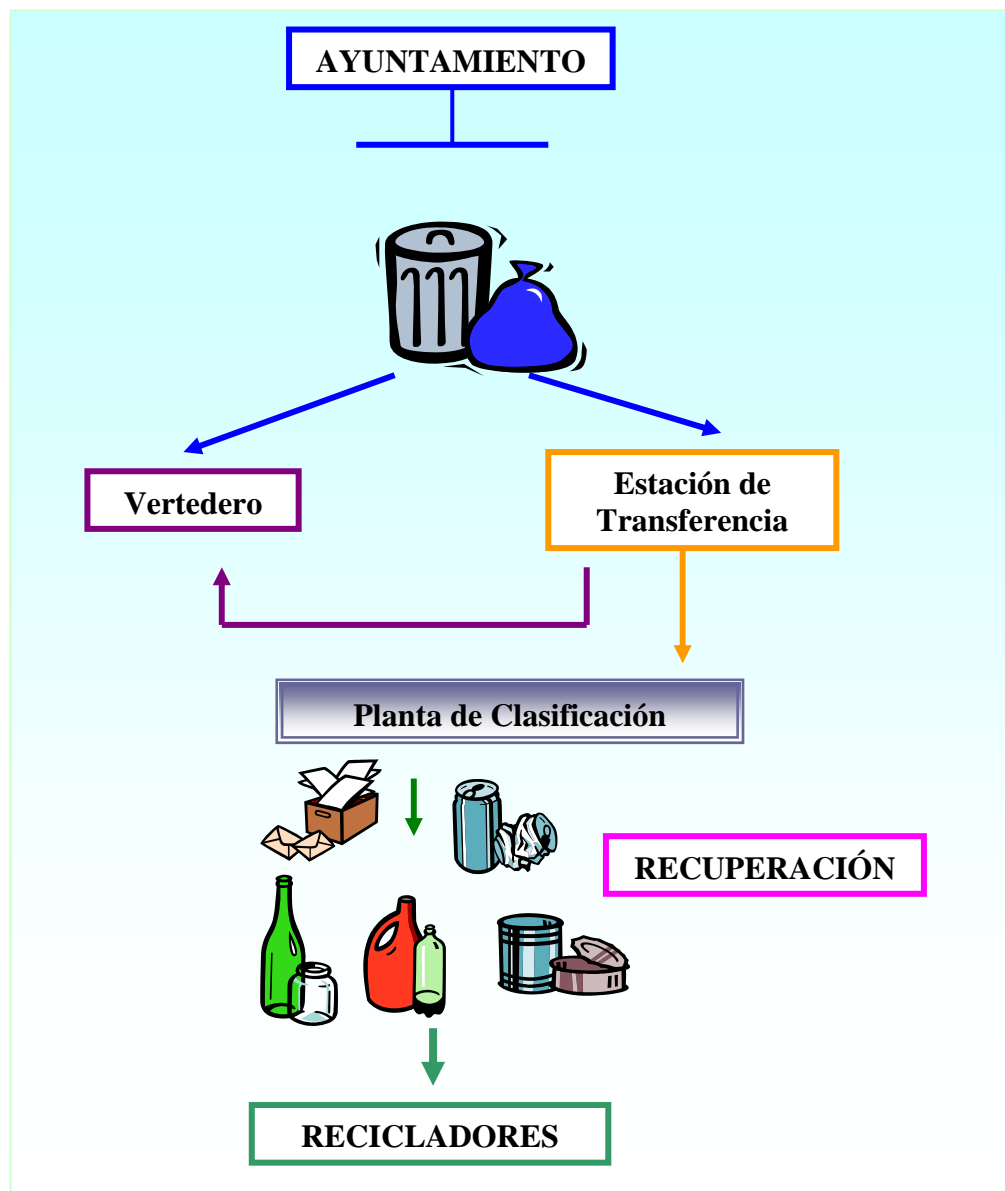 AYUNTAMIENTO
Vertedero
Estación de
Transferencia
Planta de Clasificación
RECUPERACIÓN
RECICLADORES